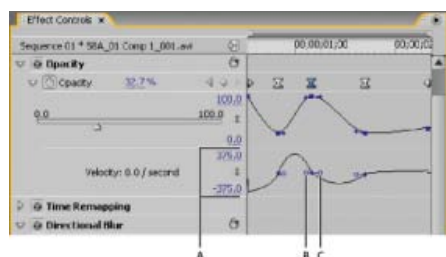 Effect Controls ×
Sequence 01 * 58A_01 Comp 1_001.avi
00;00;01;00 00;00;02
Opacity
Opacity 32.7 %
100.0
0.0 100.0
0.0
375.0
Velocity: 0.0 / second
-375.0
Time Remapping
Directional Blur
A B C